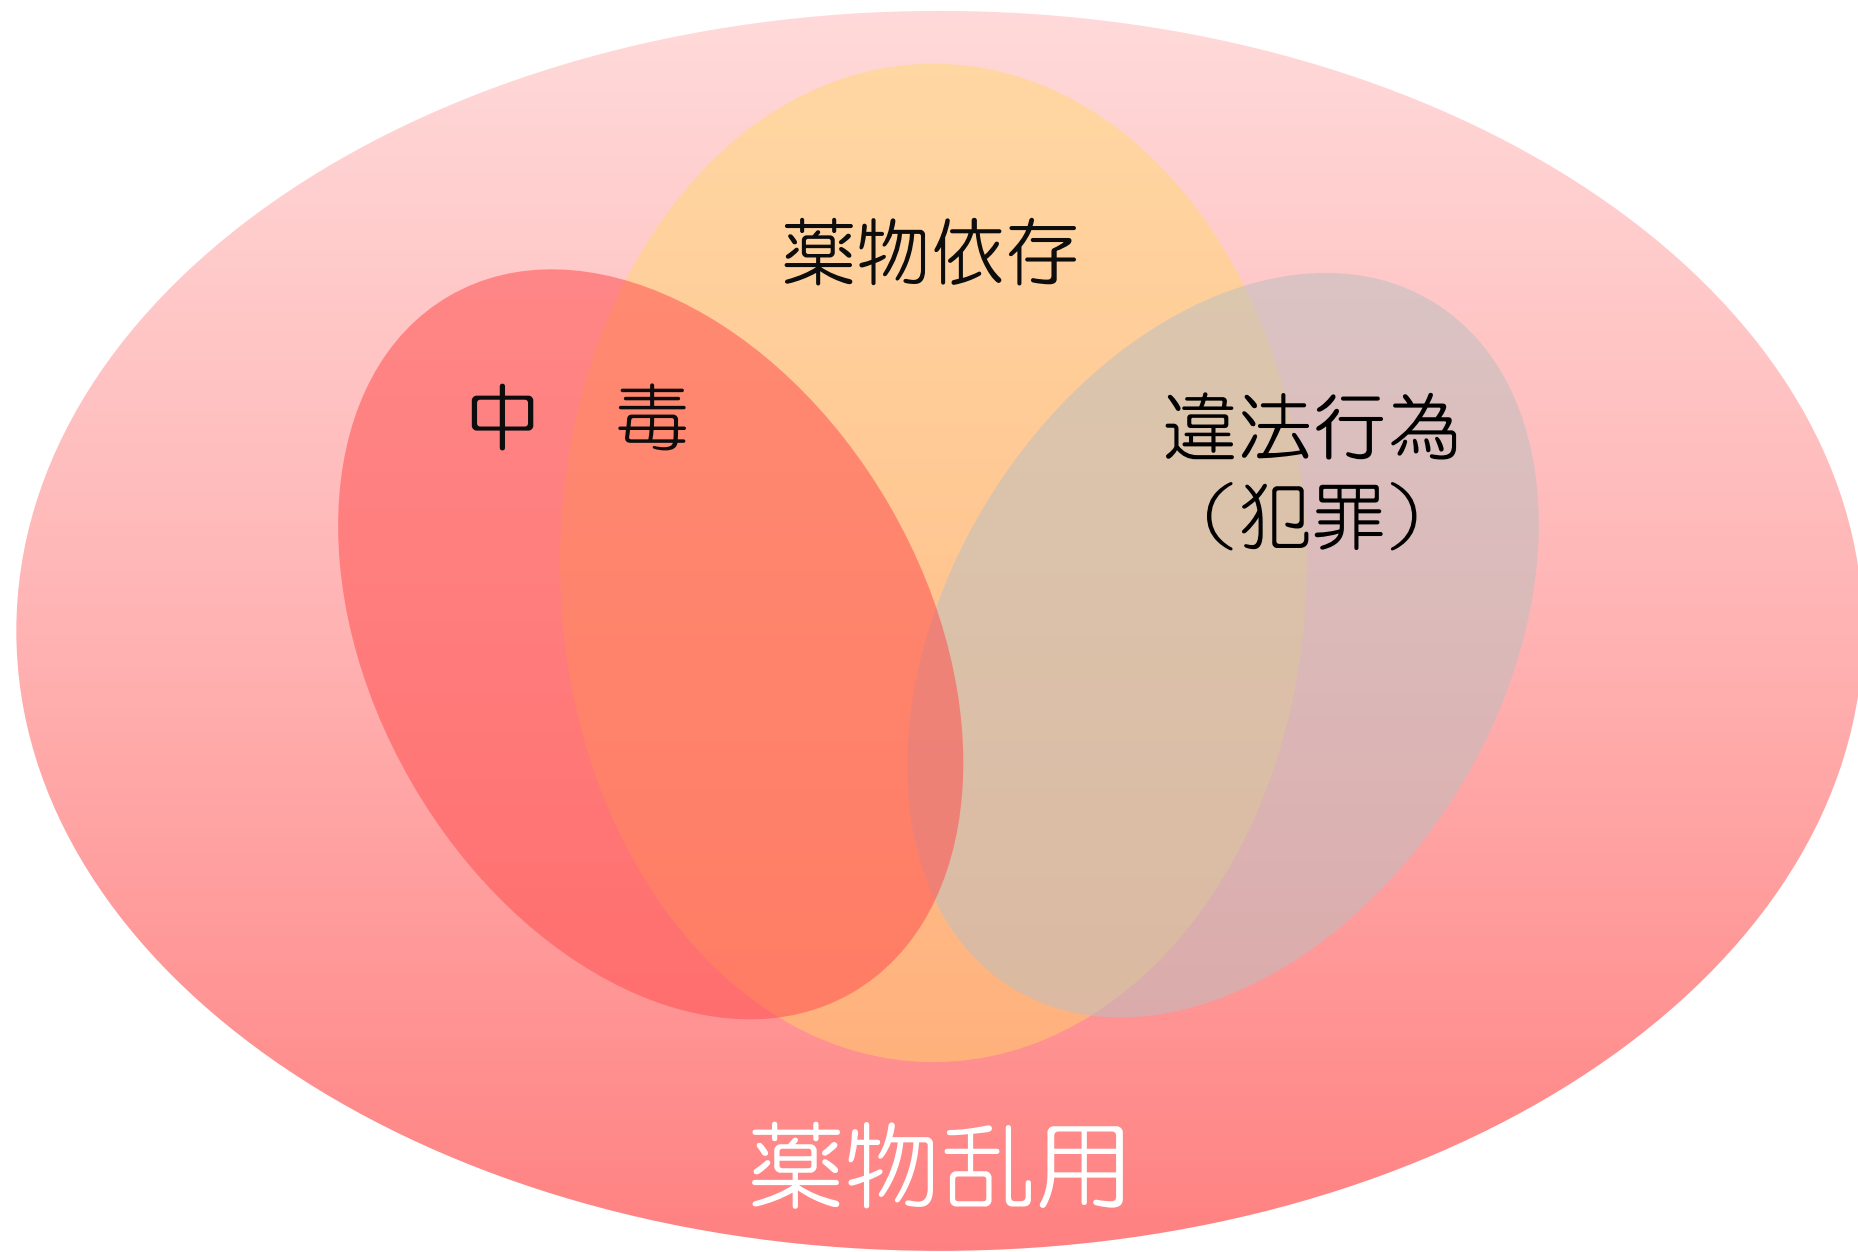 薬物依存
中　毒
違法行為
（犯罪）
薬物乱用